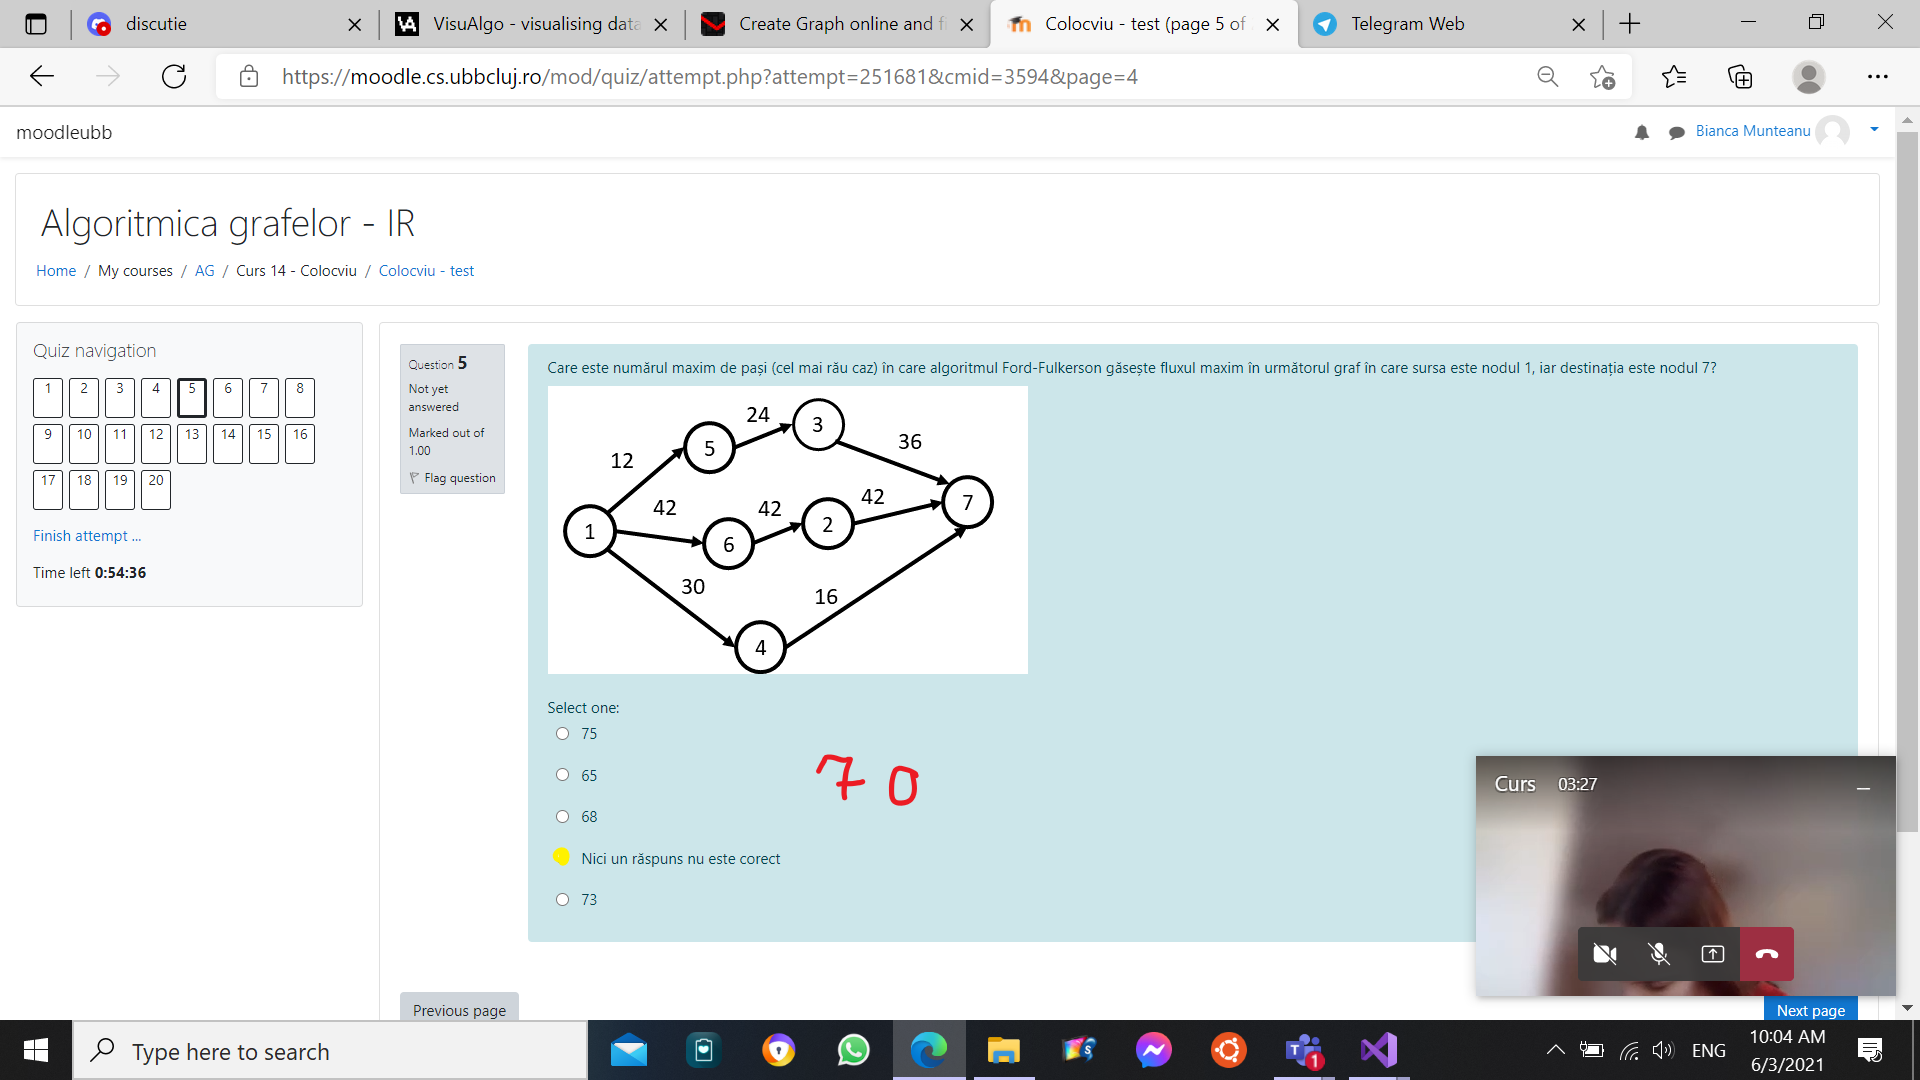 discutie
VisuAlgo - visualising data
Create Graph online and fi
Colocviu - test (page 5 of
Telegram Web
https://moodle.cs.ubbcluj.ro/mod/quiz/attempt.php?attempt=251681&cmid=3594&page=4
moodleubb
Bianca Munteanu
Algoritmica grafelor - IR
Home / My courses / AG / Curs 14 - Colocviu / Colocviu - test
Quiz navigation
1 2 3 4 5 6 7 8
9 10 11 12 13 14 15 16
17 18 19 20
Finish attempt ...
Time left 0:54:36
Question 5
Not yet
answered
Marked out of
1.00
Flag question
Care este numărul maxim de pași (cel mai rău caz) în care algoritmul Ford-Fulkerson găsește fluxul maxim în următorul graf în care sursa este nodul 1, iar destinația este nodul 7?
24
3
36
12
5
42
42
42
7
1
6
2
30
16
4
Select one:
75
65
68
Nici un răspuns nu este corect
73
70
Curs 03:27
Previous page
Next page
Type here to search
1
ENG
10:04 AM
6/3/2021